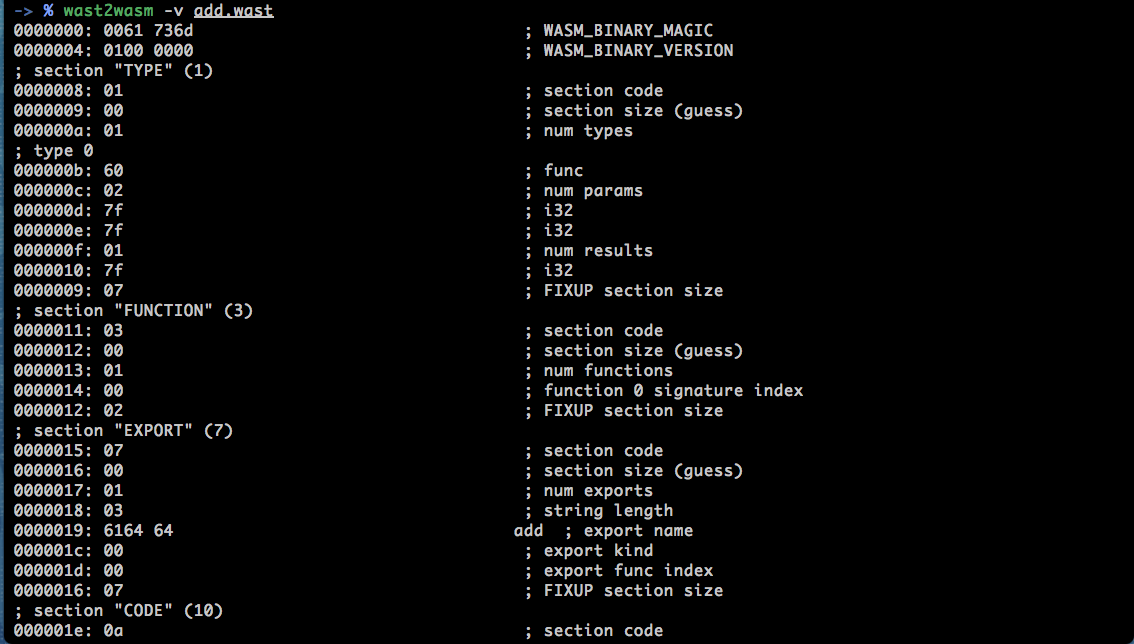 -> % wast2wasm -v add.wast
0000000: 0061 736d ; WASM_BINARY_MAGIC
0000004: 0100 0000 ; WASM_BINARY_VERSION
; section "TYPE" (1)
0000008: 01 ; section code
0000009: 00 ; section size (guess)
000000a: 01 ; num types
; type 0
000000b: 60 ; func
000000c: 02 ; num params
000000d: 7f ; i32
000000e: 7f ; i32
000000f: 01 ; num results
0000010: 7f ; i32
0000009: 07 ; FIXUP section size
; section "FUNCTION" (3)
0000011: 03 ; section code
0000012: 00 ; section size (guess)
0000013: 01 ; num functions
0000014: 00 ; function 0 signature index
0000012: 02 ; FIXUP section size
; section "EXPORT" (7)
0000015: 07 ; section code
0000016: 00 ; section size (guess)
0000017: 01 ; num exports
0000018: 03 ; string length
0000019: 6164 64 add ; export name
000001c: 00 ; export kind
000001d: 00 ; export func index
0000016: 07 ; FIXUP section size
; section "CODE" (10)
000001e: 0a ; section code